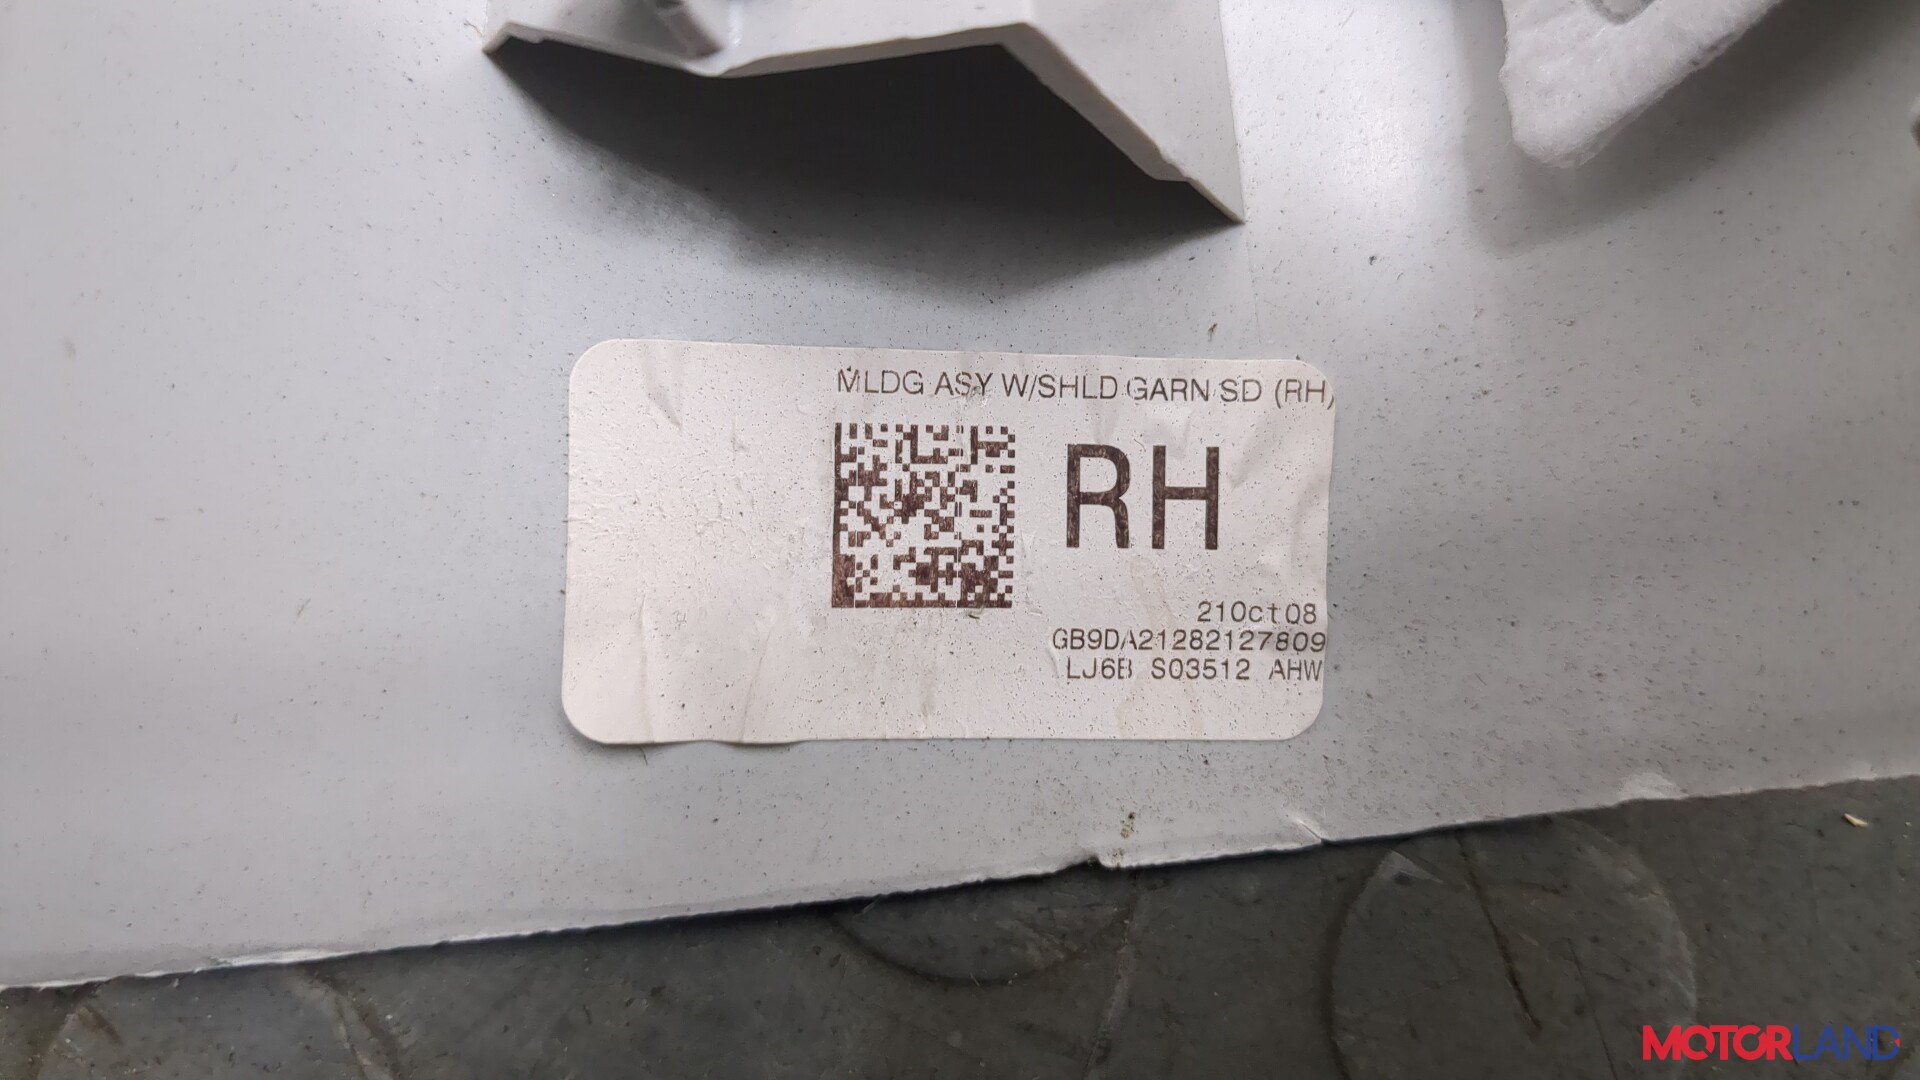 MLDG ASY W/SHLD GARN SD (RH)
RH
21Oct08
GB9DA21282127809
LJ6B S03512 AHW
MOTORLAND